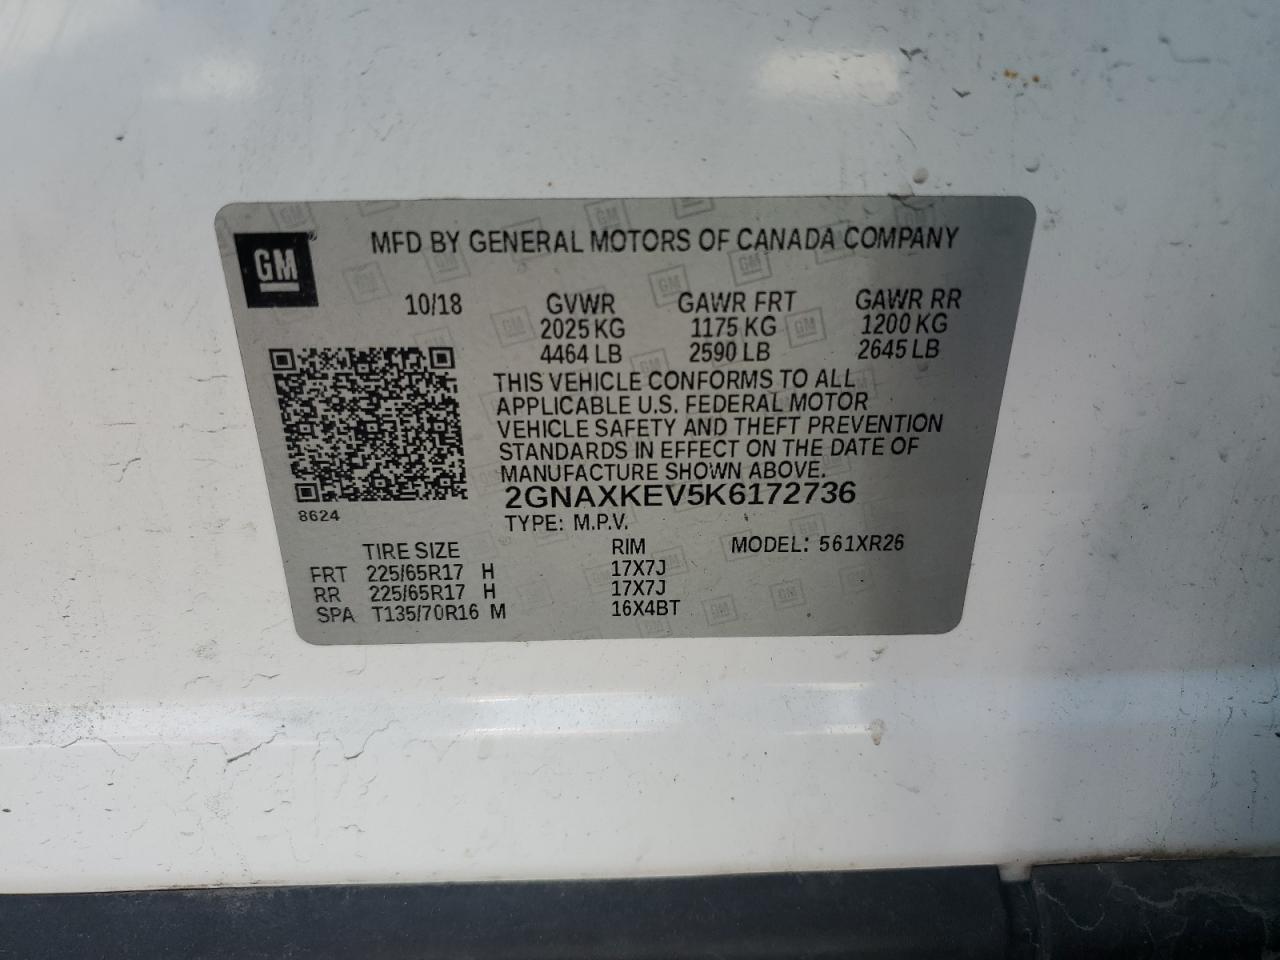 GM
MFD BY GENERAL MOTORS OF CANADA COMPANY
10/18 GVWR GAWR FRT GAWR RR
2025 KG 1175 KG 1200 KG
4464 LB 2590 LB 2645 LB
THIS VEHICLE CONFORMS TO ALL
APPLICABLE U.S. FEDERAL MOTOR
VEHICLE SAFETY AND THEFT PREVENTION
STANDARDS IN EFFECT ON THE DATE OF
MANUFACTURE SHOWN ABOVE.
2GNAXKEV5K6172736
8624
TYPE: M.P.V.
TIRE SIZE RIM MODEL: 561XR26
FRT 225/65R17 H 17X7J
RR 225/65R17 H 17X7J
SPA T135/70R16 M 16X4BT